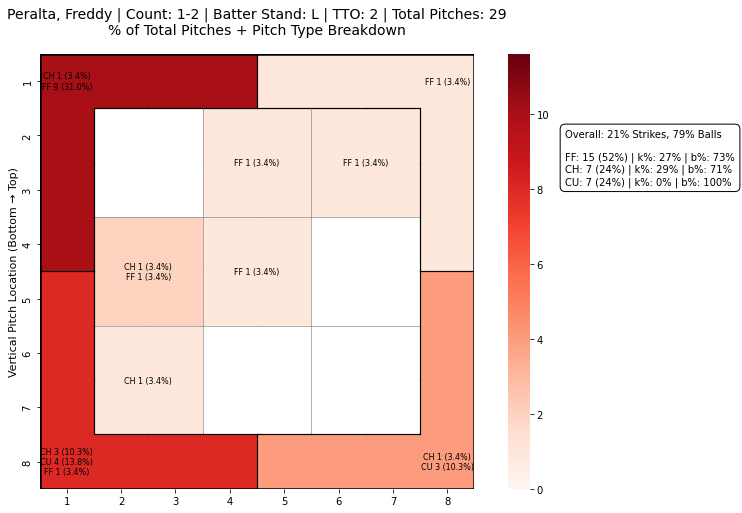 Peralta, Freddy | Count: 1-2 | Batter Stand: L | TTO: 2 | Total Pitches: 29
% of Total Pitches + Pitch Type Breakdown
CH 1 (3.4%)
FF 9 (31.0%)
FF 1 (3.4%)
FF 1 (3.4%)
FF 1 (3.4%)
CH 1 (3.4%)
FF 1 (3.4%)
FF 1 (3.4%)
CH 1 (3.4%)
CH 3 (10.3%)
CU 4 (13.8%)
FF 1 (3.4%)
CH 1 (3.4%)
CU 3 (10.3%)
Vertical Pitch Location (Bottom → Top)
1
2
3
4
5
6
7
8
1
2
3
4
5
6
7
8
10
8
6
4
2
0
Overall: 21% Strikes, 79% Balls
FF: 15 (52%) | k%: 27% | b%: 73%
CH: 7 (24%) | k%: 29% | b%: 71%
CU: 7 (24%) | k%: 0% | b%: 100%